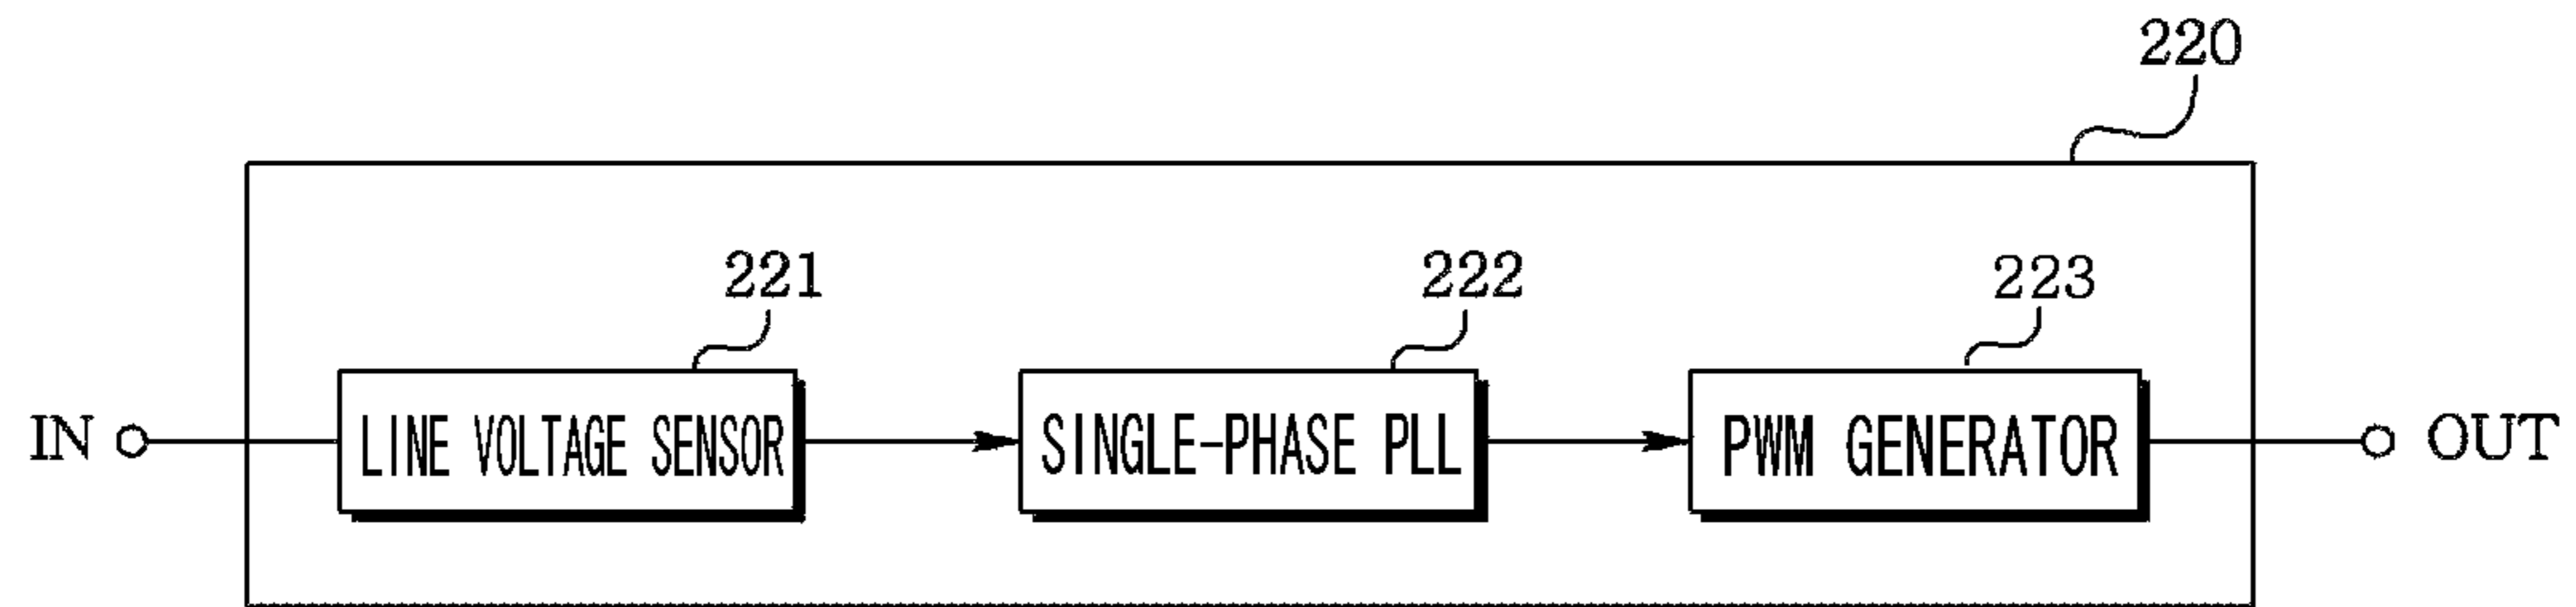 220
221
222
223
IN
LINE VOLTAGE SENSOR
SINGLE-PHASE PLL
PWM GENERATOR
OUT